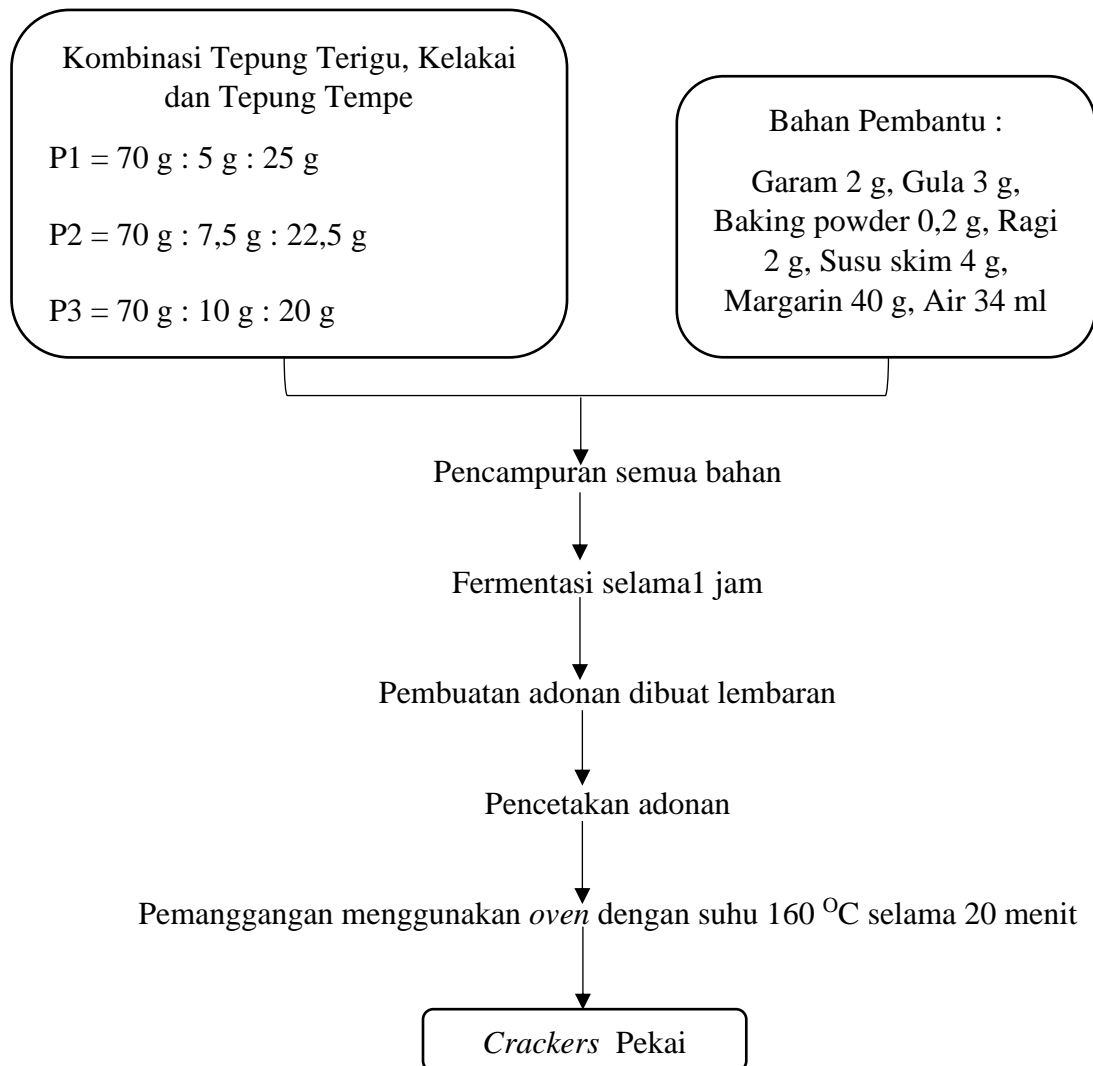 Kombinasi Tepung Terigu, Kelakai
dan Tepung Tempe
P1 = 70 g : 5 g : 25 g
P2 = 70 g : 7,5 g : 22,5 g
P3 = 70 g : 10 g : 20 g
Bahan Pembantu :
Garam 2 g, Gula 3 g,
Baking powder 0,2 g, Ragi
2 g, Susu skim 4 g,
Margarin 40 g, Air 34 ml
Pencampuran semua bahan
Fermentasi selama1 jam
Pembuatan adonan dibuat lembaran
Pencetakan adonan
Pemanggangan menggunakan oven dengan suhu 160 ᴼC selama 20 menit
Crackers Pekai